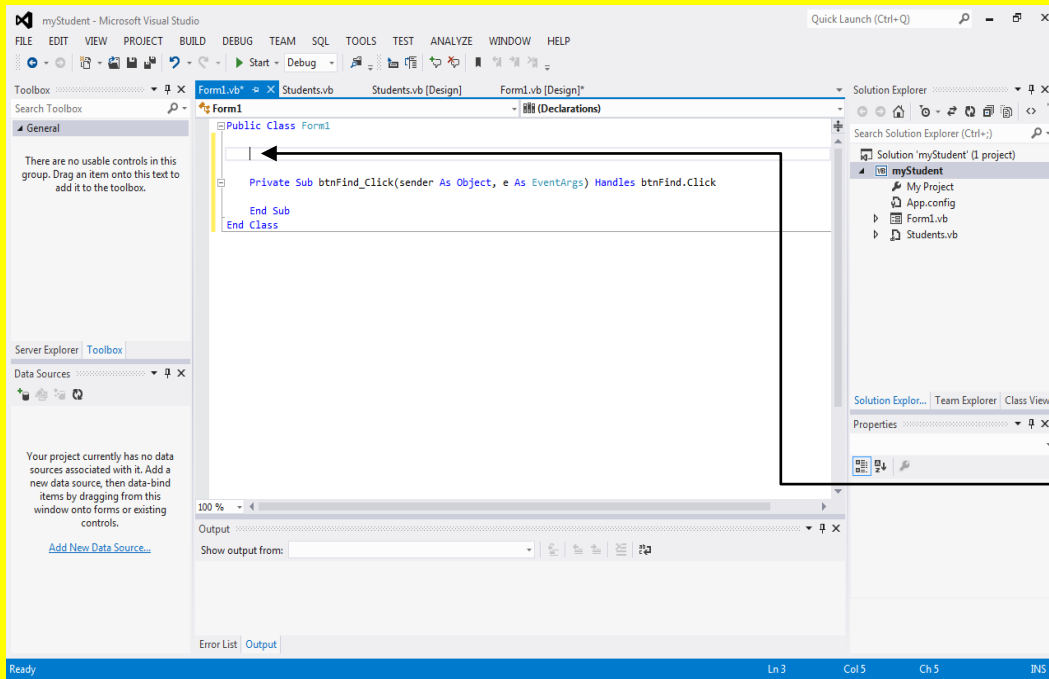 myStudent - Microsoft Visual Studio
Quick Launch (Ctrl+Q)
FILE EDIT VIEW PROJECT BUILD DEBUG TEAM SQL TOOLS TEST ANALYZE WINDOW HELP
Start Debug
Toolbox
Search Toolbox
General
There are no usable controls in this
group. Drag an item onto this text to
add it to the toolbox.
Server Explorer Toolbox
Data Sources
Your project currently has no data
sources associated with it. Add a
new data source, then data-bind
items by dragging from this
window onto forms or existing
controls.
Add New Data Source...
Form1.vb* Students.vb Students.vb [Design] Form1.vb [Design]*
Form1 (Declarations)
Public Class Form1
Private Sub btnFind_Click(sender As Object, e As EventArgs) Handles btnFind.Click
End Sub
End Class
100 %
Output
Show output from:
Error List Output
Solution Explorer
Search Solution Explorer (Ctrl+;)
Solution 'myStudent' (1 project)
VB myStudent
My Project
App.config
Form1.vb
Students.vb
Solution Explor... Team Explorer Class View
Properties
Ready Ln 3 Col 5 Ch 5 INS